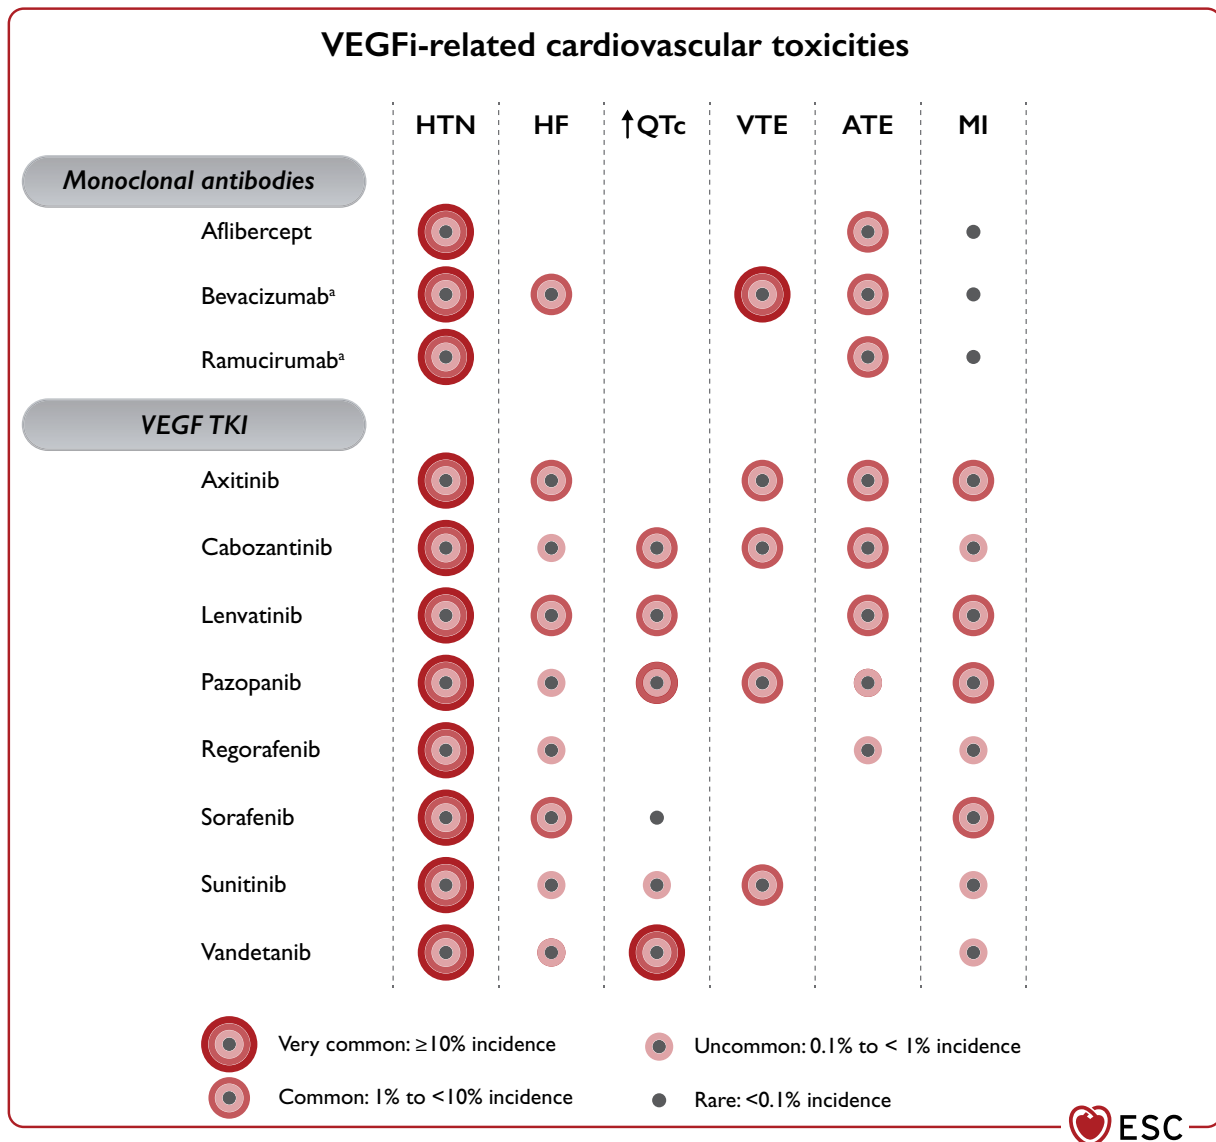 VEGFi-related cardiovascular toxicities
HTN HF ↑QTc VTE ATE MI
Monoclonal antibodies
Aflibercept
Bevacizumabᵃ
Ramucirumabᵃ
VEGF TKI
Axitinib
Cabozantinib
Lenvatinib
Pazopanib
Regorafenib
Sorafenib
Sunitinib
Vandetanib
Very common: ≥10% incidence
Uncommon: 0.1% to < 1% incidence
Common: 1% to <10% incidence
Rare: <0.1% incidence
ESC